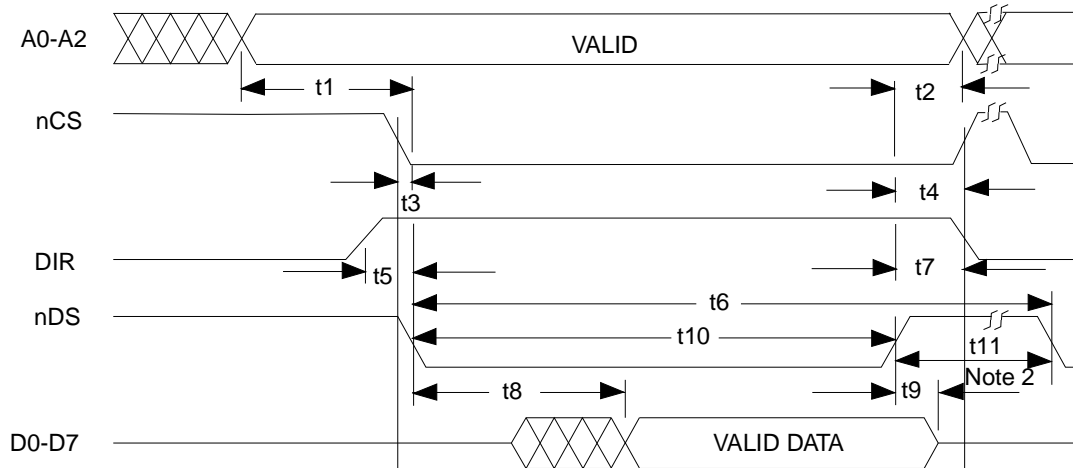 A0-A2
VALID
t1
t2
nCS
t3
t4
DIR
t5
t7
t6
nDS
t10
t11
Note 2
t8
t9
D0-D7
VALID DATA